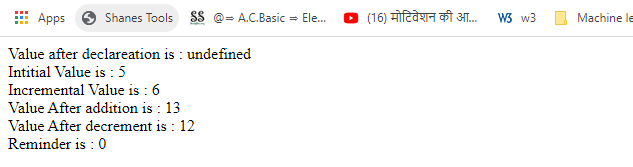 Apps Shanes Tools @⇒ A.C.Basic ⇒ Ele... (16) मोटिवेशन की आ... w3 Machine le
Value after declareation is : undefined
Intitial Value is : 5
Incremental Value is : 6
Value After addition is : 13
Value After decrement is : 12
Reminder is : 0